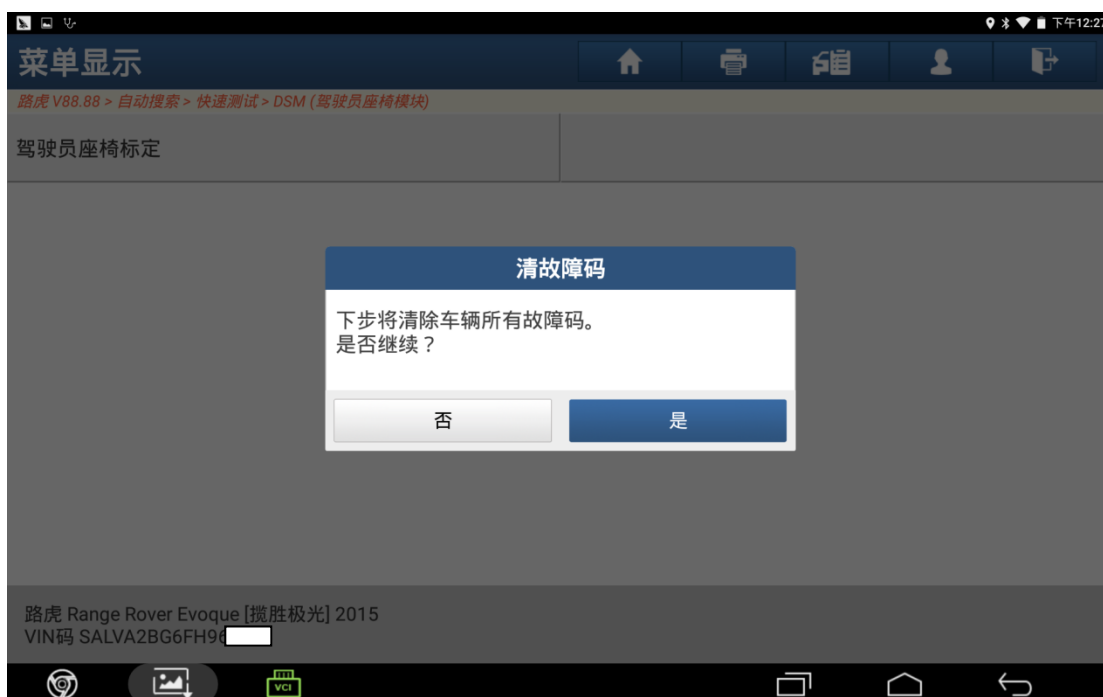 下午12:27
菜单显示
路虎 V88.88 > 自动搜索 > 快速测试 > DSM (驾驶员座椅模块)
驾驶员座椅标定
清故障码
下步将清除车辆所有故障码。
是否继续？
否
是
路虎 Range Rover Evoque [揽胜极光] 2015
VIN码 SALVA2BG6FH96
VCI